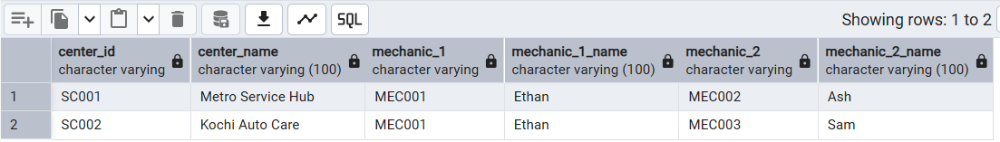 SQL Showing rows: 1 to 2
center_id center_name mechanic_1 mechanic_1_name mechanic_2 mechanic_2_name
character varying character varying (100) character varying character varying (100) character varying character varying (100)
1 SC001 Metro Service Hub MEC001 Ethan MEC002 Ash
2 SC002 Kochi Auto Care MEC001 Ethan MEC003 Sam